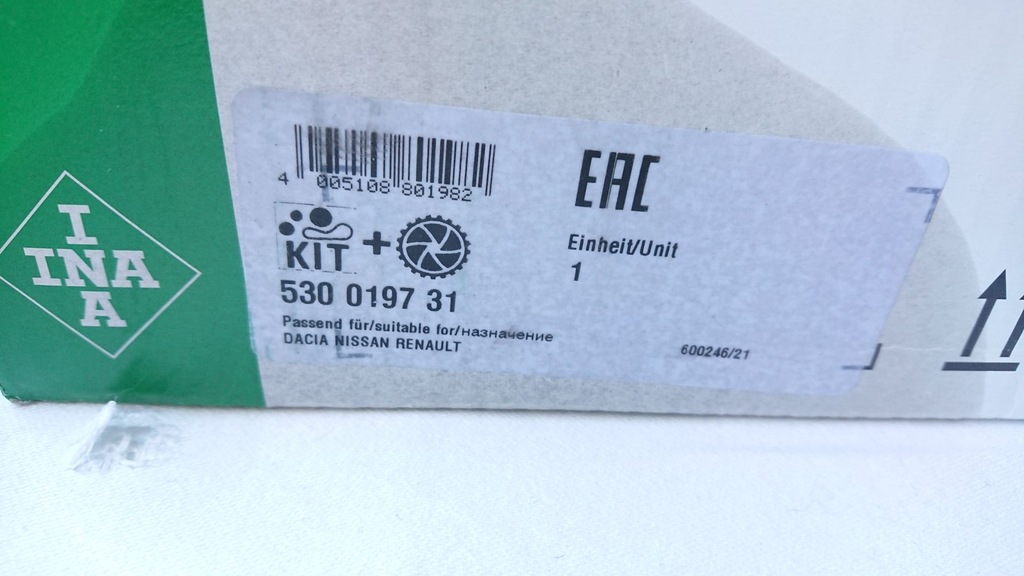 I
INA
A
4 005108 801982
KIT +
530 0197 31
Passend für/suitable for/назначение
DACIA NISSAN RENAULT
EAC
Einheit/Unit
1
600246/21